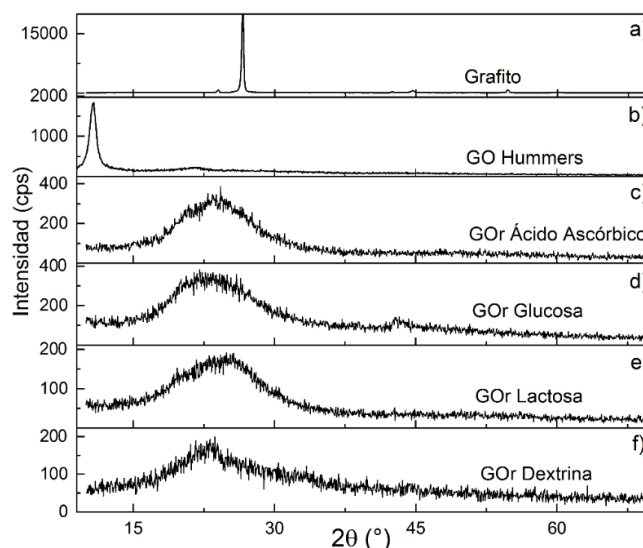 15000
a)
Grafito
2000
b)
1000
GO Hummers
400
c)
200
GOr Ácido Ascórbico
400
d)
200
GOr Glucosa
200
e)
100
GOr Lactosa
200
f)
100
GOr Dextrina
0
15 30 45 60
2θ (°)
Intensidad (cps)